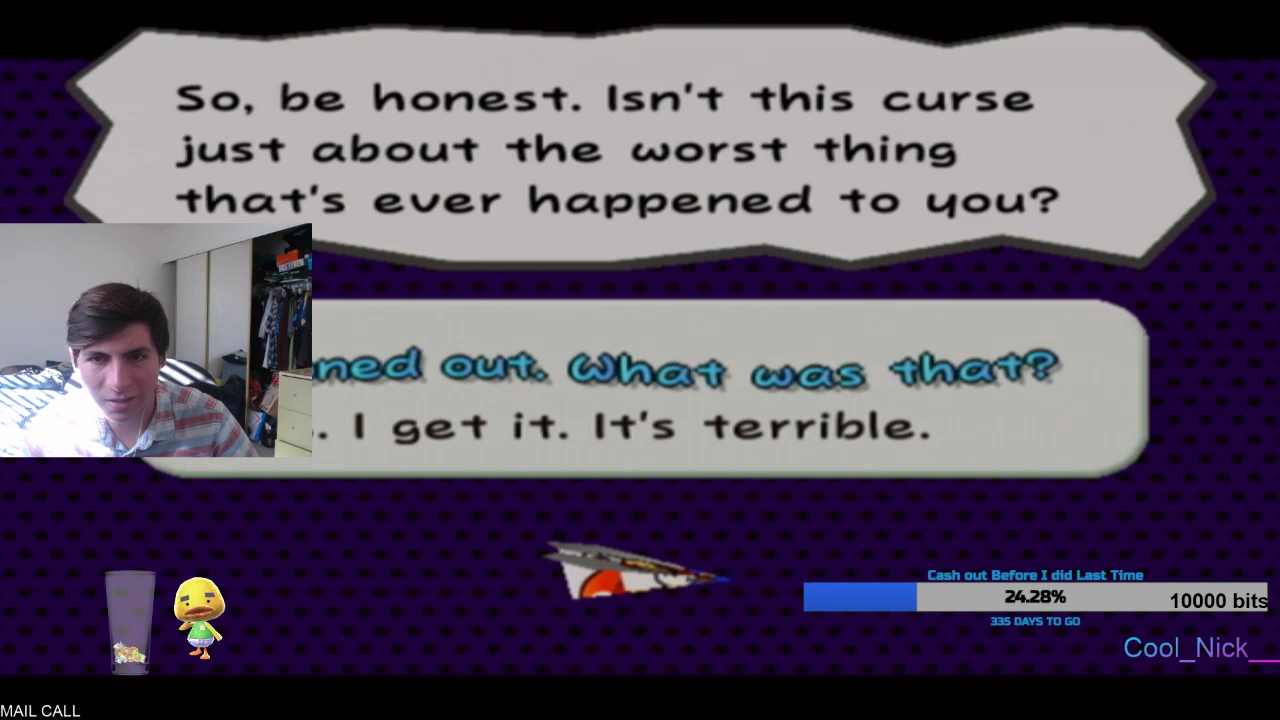 So, be honest. Isn't this curse
just about the worst thing
that's ever happened to you?
ned out. What was that?
. I get it. It's terrible.
Cash out Before I did Last Time
24.28%
10000 bits
335 DAYS TO GO
Cool_Nick__
MAIL CALL